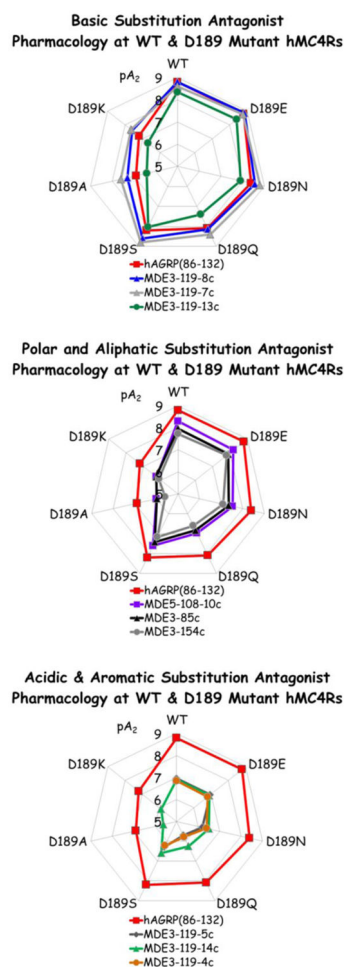 Basic Substitution Antagonist
Pharmacology at WT & D189 Mutant hMC4Rs
WT
pA2
9
8
7
6
5
D189E
D189N
D189Q
D189S
D189A
D189K
hAGRP(86-132)
MDE3-119-8c
MDE3-119-7c
MDE3-119-13c
Polar and Aliphatic Substitution Antagonist
Pharmacology at WT & D189 Mutant hMC4Rs
WT
pA2
9
8
7
6
5
D189E
D189N
D189Q
D189S
D189A
D189K
hAGRP(86-132)
MDE5-108-10c
MDE3-85c
MDE3-154c
Acidic & Aromatic Substitution Antagonist
Pharmacology at WT & D189 Mutant hMC4Rs
WT
pA2
9
8
7
6
5
D189E
D189N
D189Q
D189S
D189A
D189K
hAGRP(86-132)
MDE3-119-5c
MDE3-119-14c
MDE3-119-4c